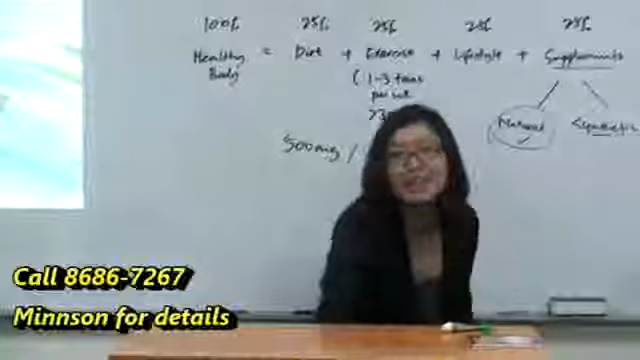 100% 25% 25% 25% 25%
Healthy Body = Diet + Exercise + Lifestyle + Supplements
( 1-3 times
per wk
Natural Synthetic
500mg /
Call 8686-7267
Minnson for details